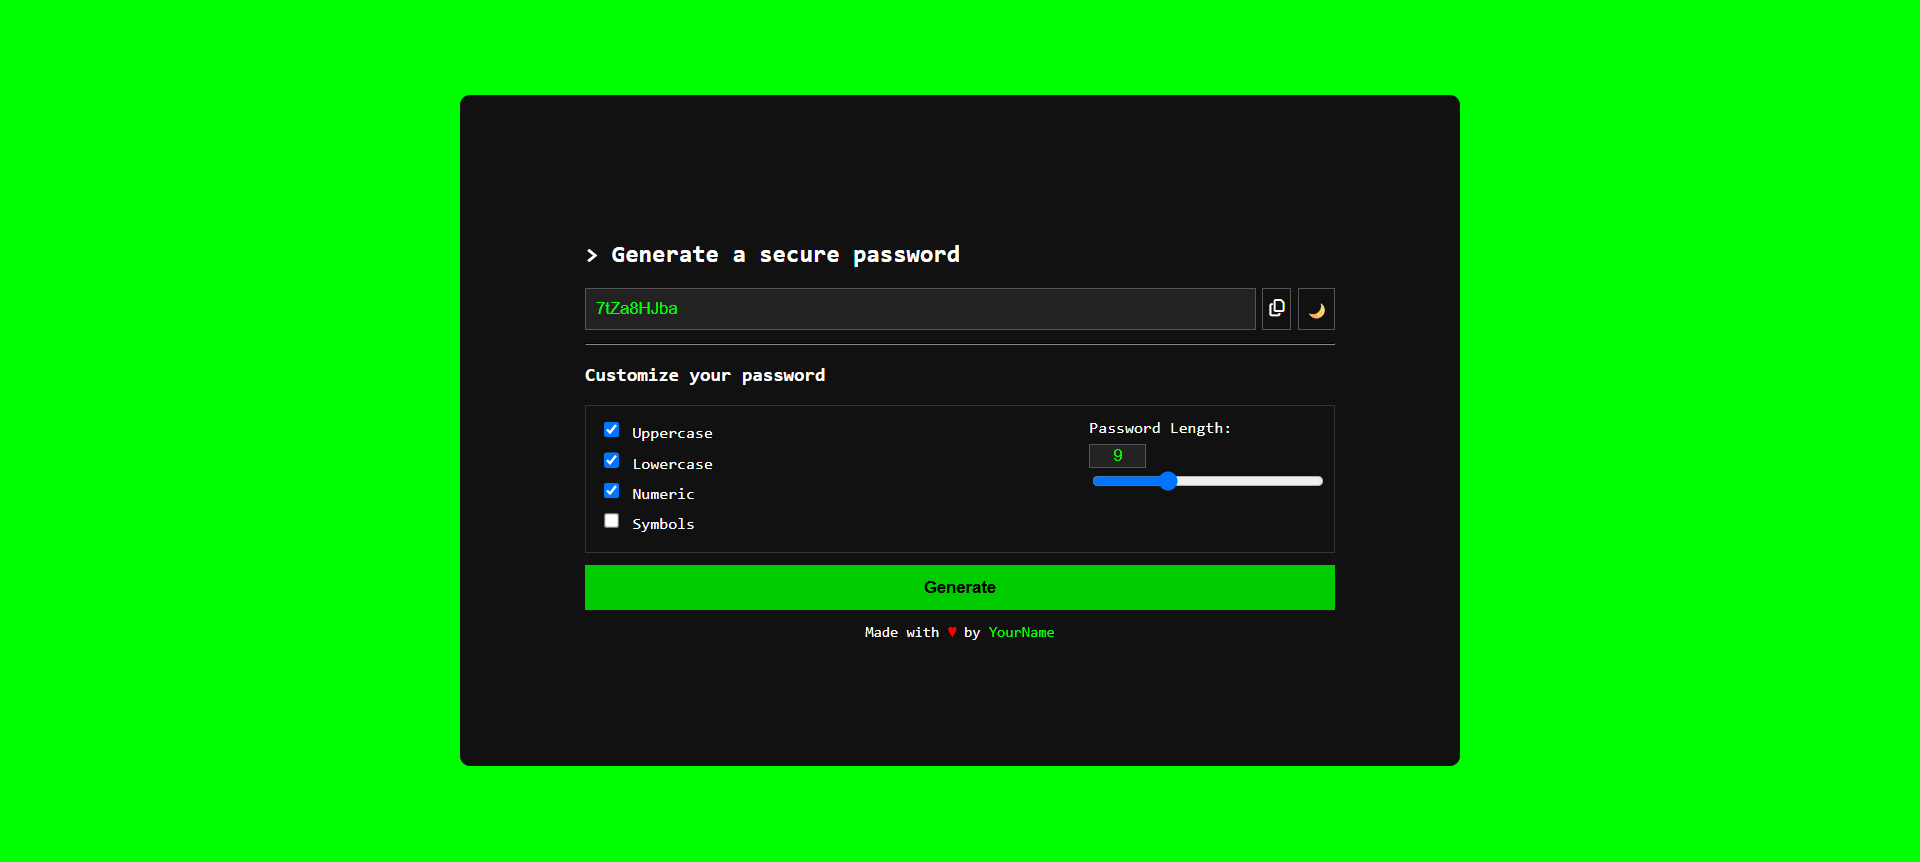 > Generate a secure password
7tZa8HJba
Customize your password
Uppercase
Lowercase
Numeric
Symbols
Password Length:
9
Generate
Made with ♥ by YourName